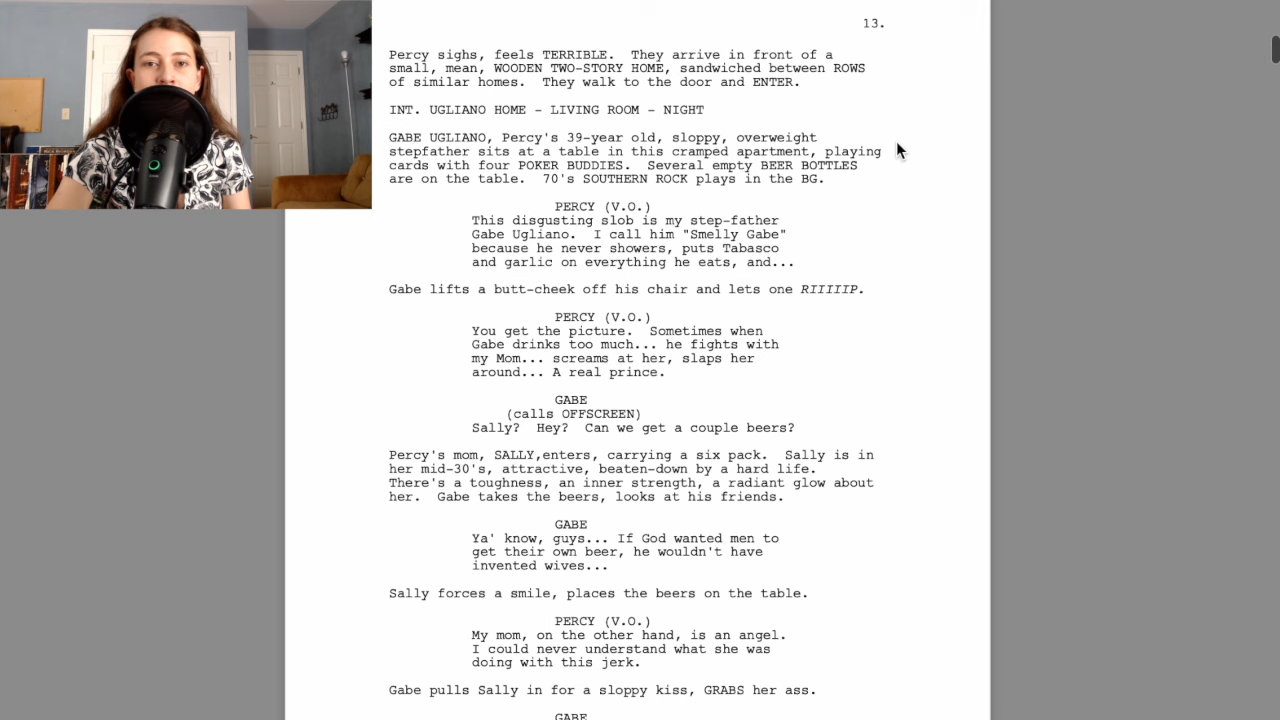 13.
Percy sighs, feels TERRIBLE. They arrive in front of a
small, mean, WOODEN TWO-STORY HOME, sandwiched between ROWS
of similar homes. They walk to the door and ENTER.
INT. UGLIANO HOME - LIVING ROOM - NIGHT
GABE UGLIANO, Percy's 39-year old, sloppy, overweight
stepfather sits at a table in this cramped apartment, playing
cards with four POKER BUDDIES. Several empty BEER BOTTLES
are on the table. 70's SOUTHERN ROCK plays in the BG.
PERCY (V.O.)
This disgusting slob is my step-father
Gabe Ugliano. I call him "Smelly Gabe"
because he never showers, puts Tabasco
and garlic on everything he eats, and...
Gabe lifts a butt-cheek off his chair and lets one RIIIIIP.
PERCY (V.O.)
You get the picture. Sometimes when
Gabe drinks too much... he fights with
my Mom... screams at her, slaps her
around... A real prince.
GABE
(calls OFFSCREEN)
Sally? Hey? Can we get a couple beers?
Percy's mom, SALLY,enters, carrying a six pack. Sally is in
her mid-30's, attractive, beaten-down by a hard life.
There's a toughness, an inner strength, a radiant glow about
her. Gabe takes the beers, looks at his friends.
GABE
Ya' know, guys... If God wanted men to
get their own beer, he wouldn't have
invented wives...
Sally forces a smile, places the beers on the table.
PERCY (V.O.)
My mom, on the other hand, is an angel.
I could never understand what she was
doing with this jerk.
Gabe pulls Sally in for a sloppy kiss, GRABS her ass.
GABE